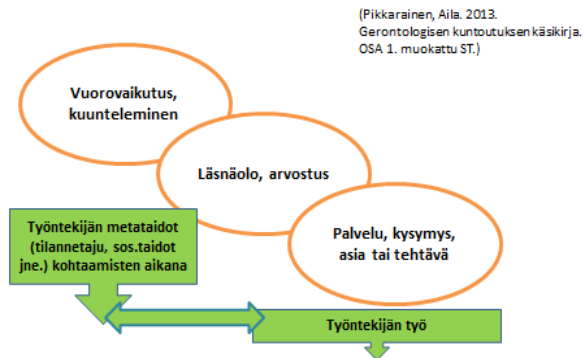 (Pikkarainen, Aila. 2013.
Gerontologisen kuntoutuksen käsikirja.
OSA 1. muokattu ST.)
Vuorovaikutus,
kuunteleminen
Läsnäolo, arvostus
Palvelu, kysymys,
asia tai tehtävä
Työntekijän metataidot
(tilannetaju, sos.taidot
jne.) kohtaamisten aikana
Työntekijän työ